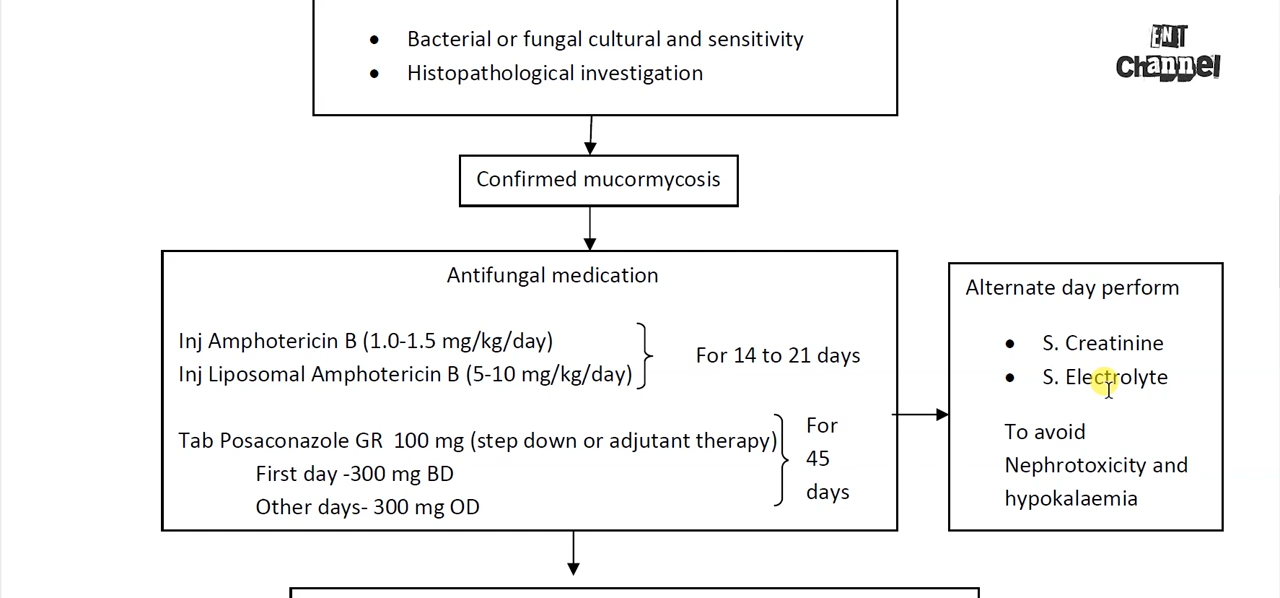 • Bacterial or fungal cultural and sensitivity
• Histopathological investigation
ENT
Channel
Confirmed mucormycosis
Antifungal medication
Inj Amphotericin B (1.0-1.5 mg/kg/day)
Inj Liposomal Amphotericin B (5-10 mg/kg/day)
For 14 to 21 days
Tab Posaconazole GR 100 mg (step down or adjutant therapy)
First day -300 mg BD
Other days- 300 mg OD
For
45
days
Alternate day perform
• S. Creatinine
• S. Electrolyte
To avoid
Nephrotoxicity and
hypokalaemia